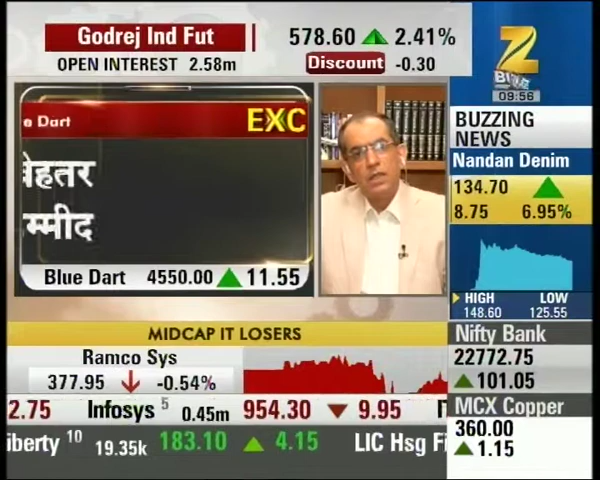 Godrej Ind Fut
578.60 2.41%
OPEN INTEREST 2.58m
Discount -0.30
09:56
EXC
Blue Dart 4550.00 11.55
BUZZING
NEWS
Nandan Denim
134.70
8.75 6.95%
HIGH LOW
148.60 125.55
MIDCAP IT LOSERS
Ramco Sys
377.95 -0.54%
Nifty Bank
22772.75
101.05
2.75 Infosys 5 0.45m 954.30 9.95
MCX Copper
360.00
1.15
10 19.35k 183.10 4.15 LIC Hsg